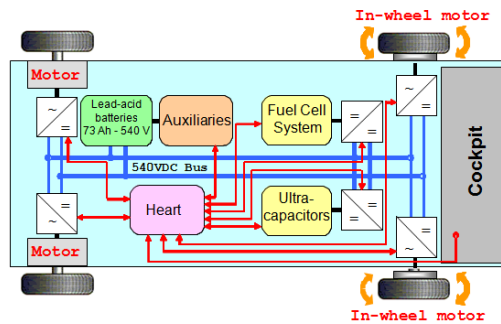 In-wheel motor
Motor
Lead-acid
batteries
73 Ah - 540 V
Auxiliaries
Fuel Cell
System
~
=
=
=
~
=
540VDC Bus
Cockpit
~
=
Heart
Ultra-
capacitors
=
=
~
=
Motor
In-wheel motor